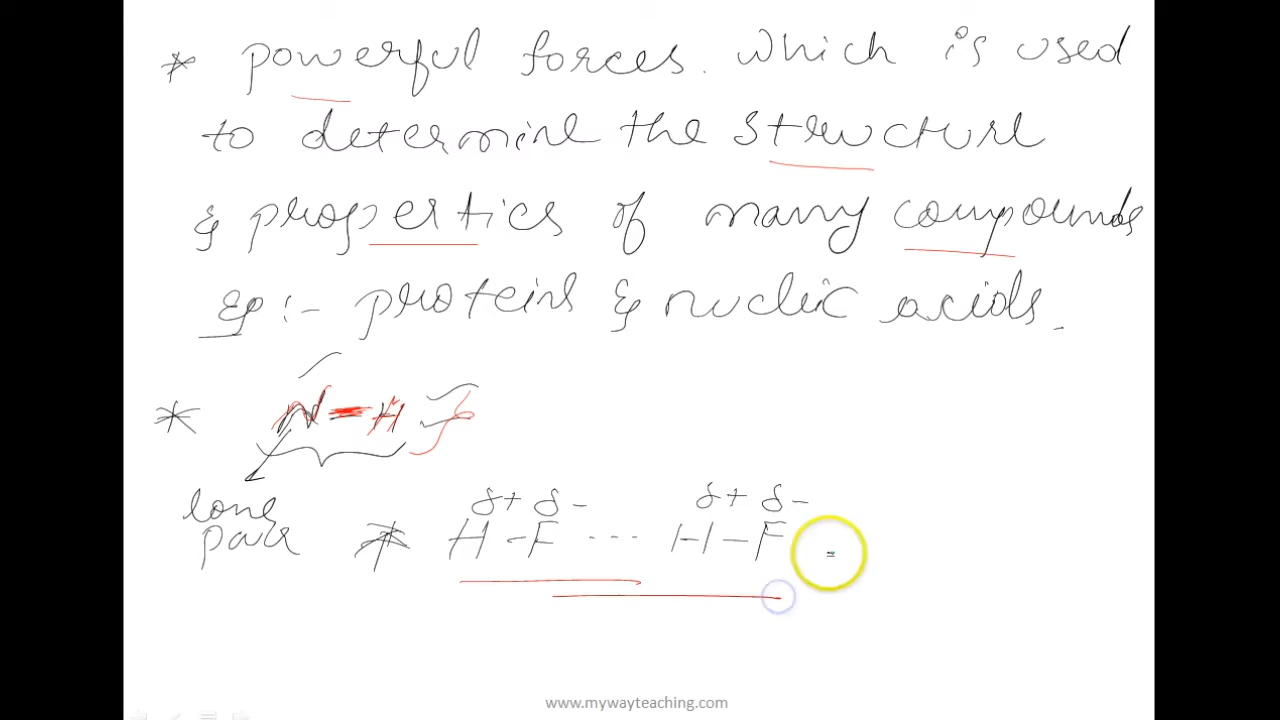 * powerful forces. which is used
to determine the structure
& properties of many compounds
Eg :- proteins & nucleic acids.
* N-H
lone
pair
δ+ δ- δ+ δ-
* H-F --- H-F
www.mywayteaching.com